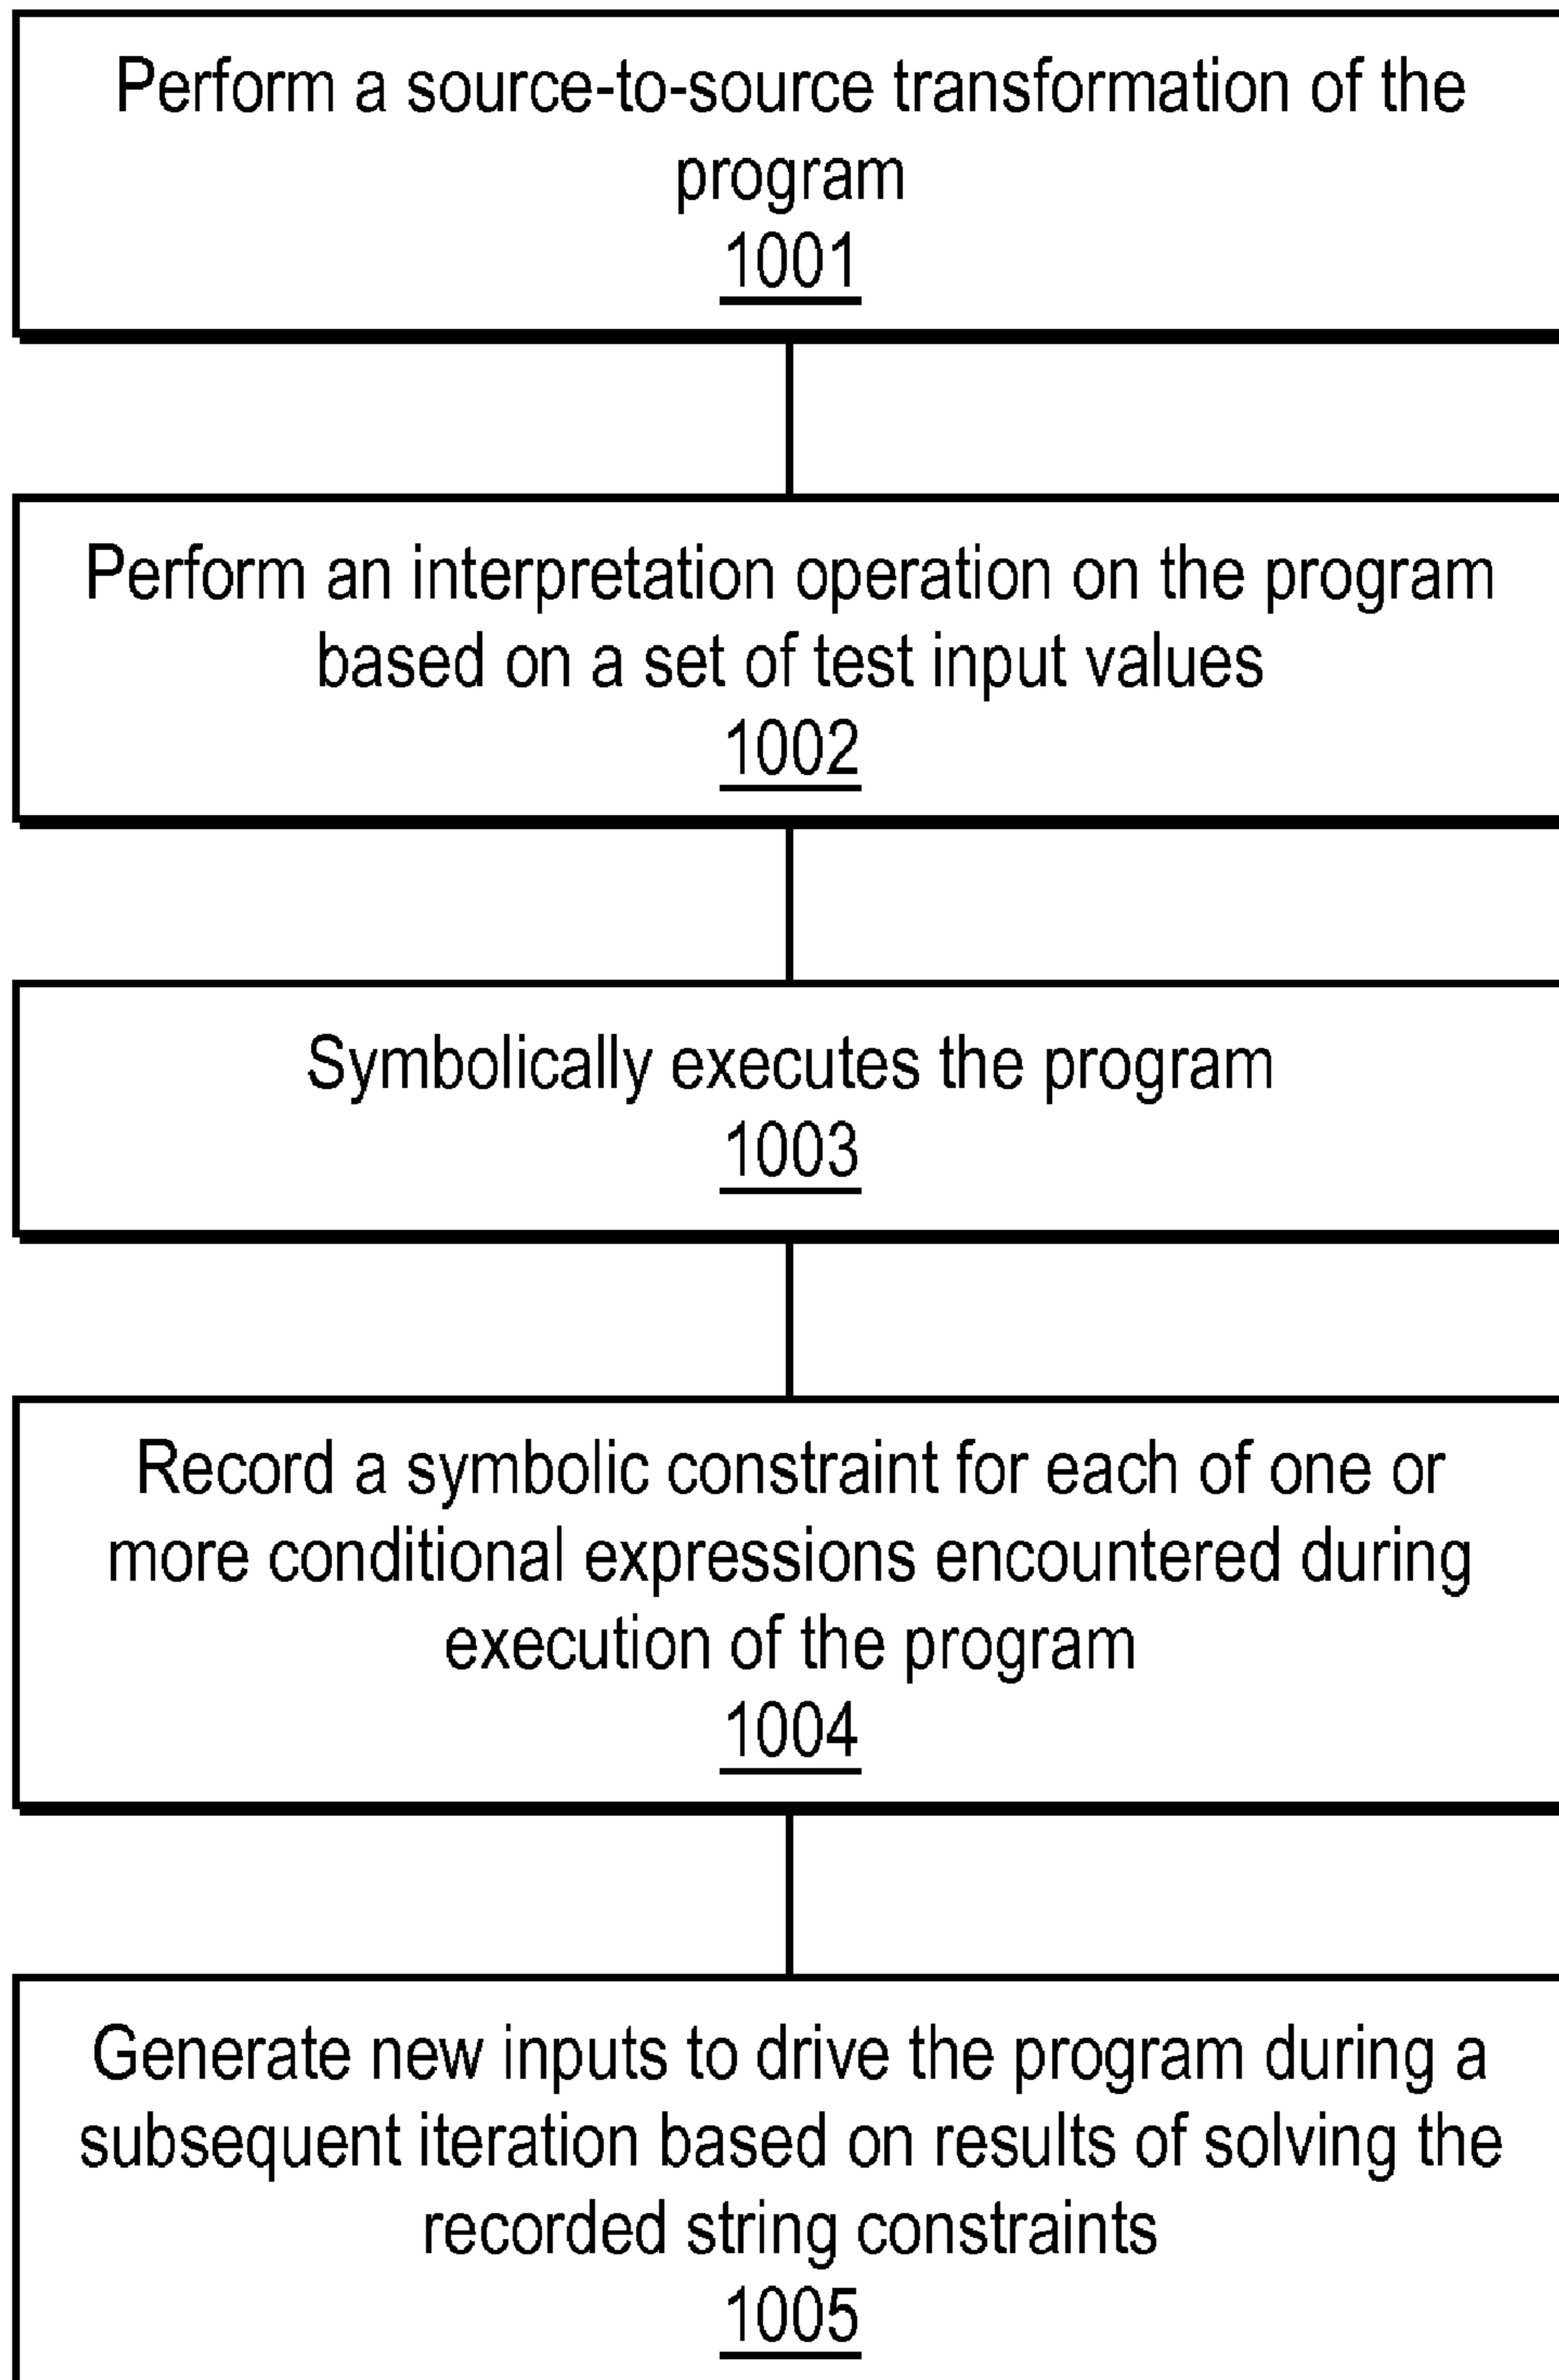 Perform a source-to-source transformation of the
program
1001
Perform an interpretation operation on the program
based on a set of test input values
1002
Symbolically executes the program
1003
Record a symbolic constraint for each of one or
more conditional expressions encountered during
execution of the program
1004
Generate new inputs to drive the program during a
subsequent iteration based on results of solving the
recorded string constraints
1005